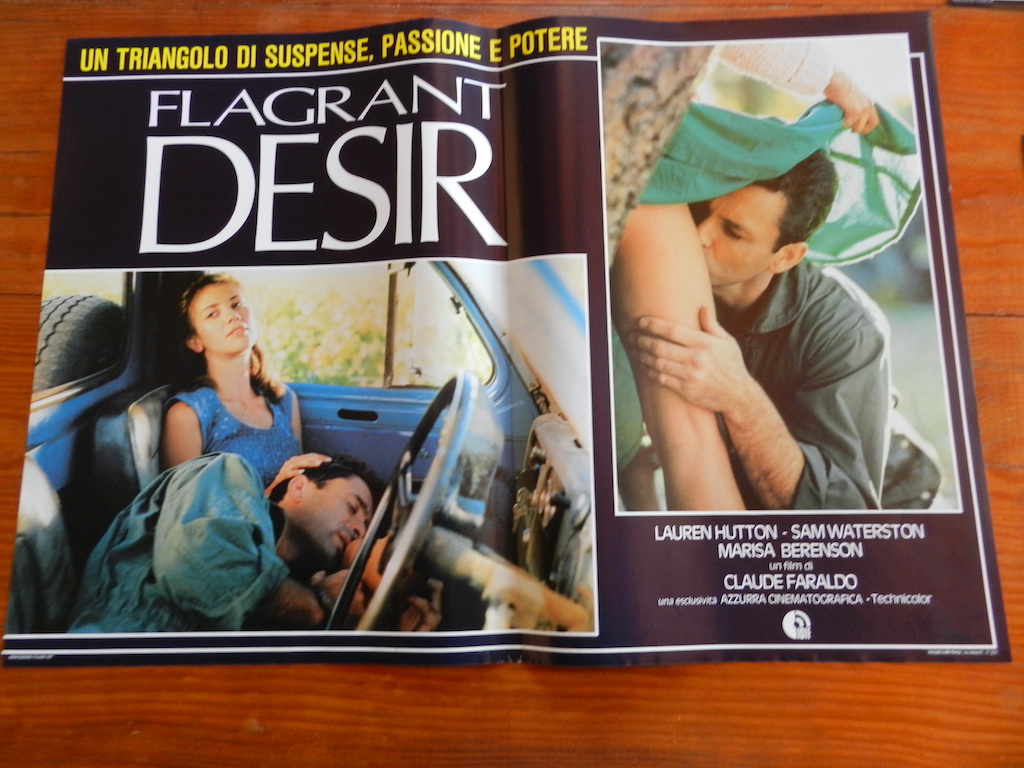 UN TRIANGOLO DI SUSPENSE, PASSIONE E POTERE
FLAGRANT
DESIR
LAUREN HUTTON - SAM WATERSTON
MARISA BERENSON
un film di
CLAUDE FARALDO
una esclusivita AZZURRA CINEMATOGRAFICA - Technicolor